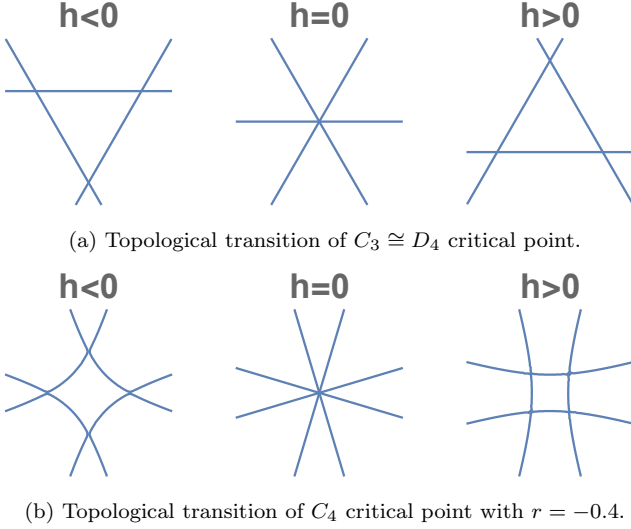 h<0 h=0 h>0
(a) Topological transition of C₃ ≅ D₄ critical point.
h<0 h=0 h>0
(b) Topological transition of C₄ critical point with r = −0.4.